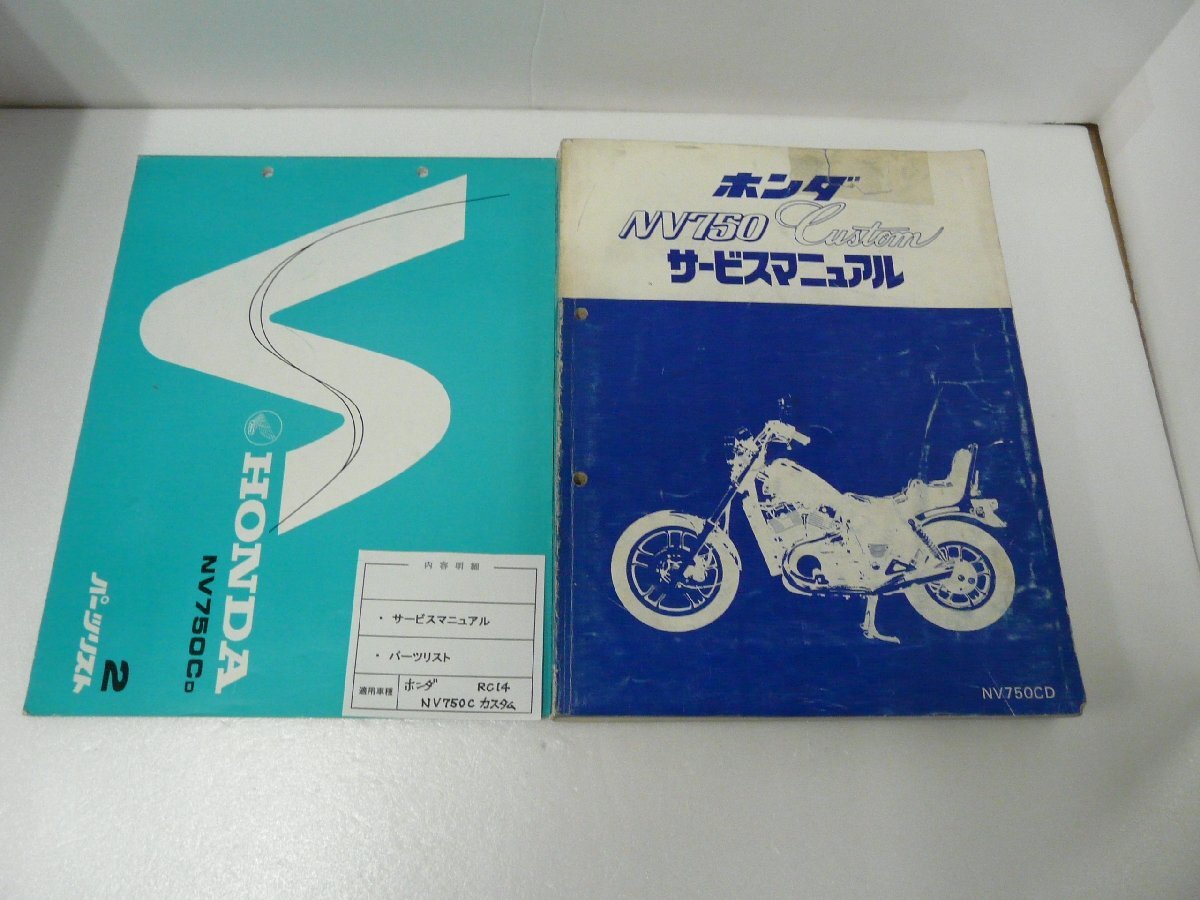 HONDA
NV750CD
パーツリスト
2
内容明細
・ サービスマニュアル
・ パーツリスト
適用車種
ホンダ RC14
NV750C カスタム
ホンダ
NV750 Custom
サービスマニュアル
NV750CD